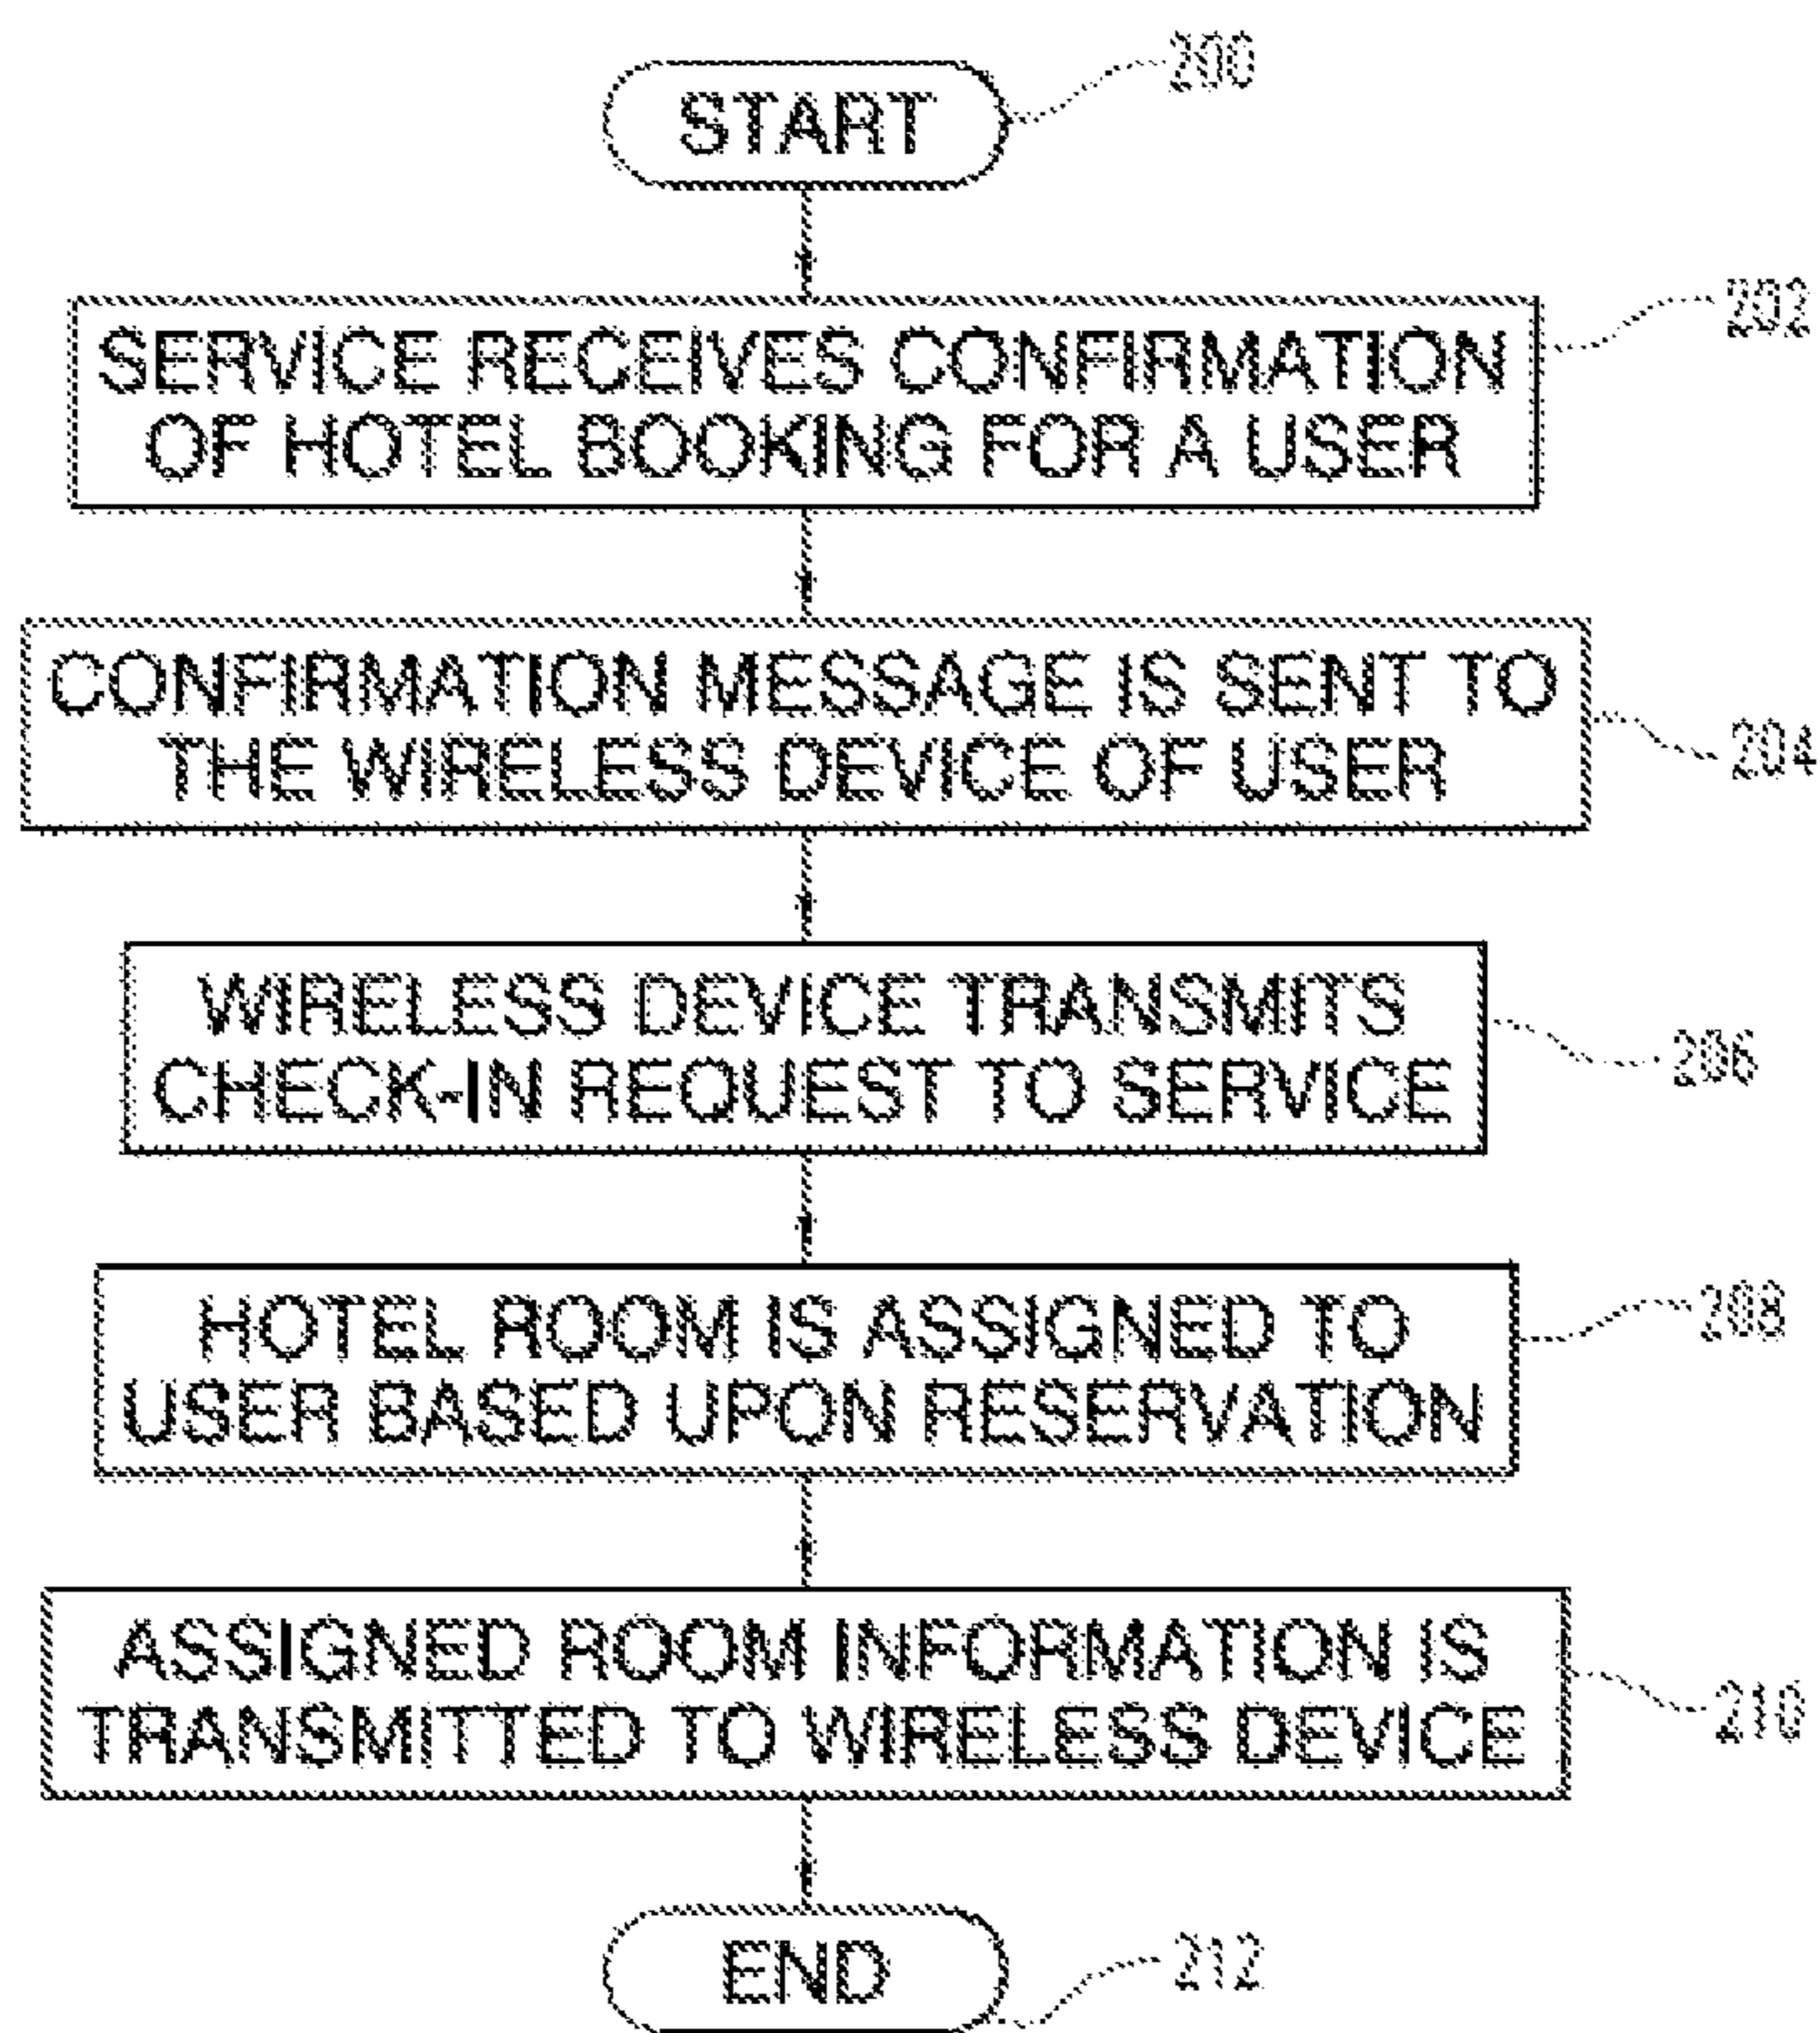 START
200
SERVICE RECEIVES CONFIRMATION
OF HOTEL BOOKING FOR A USER
202
CONFIRMATION MESSAGE IS SENT TO
THE WIRELESS DEVICE OF USER
204
WIRELESS DEVICE TRANSMITS
CHECK-IN REQUEST TO SERVICE
206
HOTEL ROOM IS ASSIGNED TO
USER BASED UPON RESERVATION
208
ASSIGNED ROOM INFORMATION IS
TRANSMITTED TO WIRELESS DEVICE
210
END
212